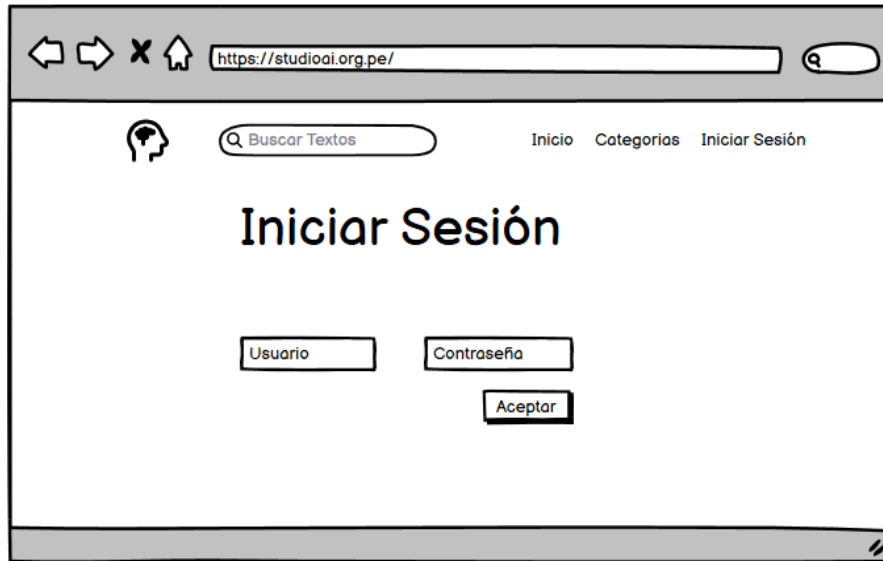 https://studioai.org.pe/
Buscar Textos Inicio Categorias Iniciar Sesión
Iniciar Sesión
Usuario Contraseña
Aceptar